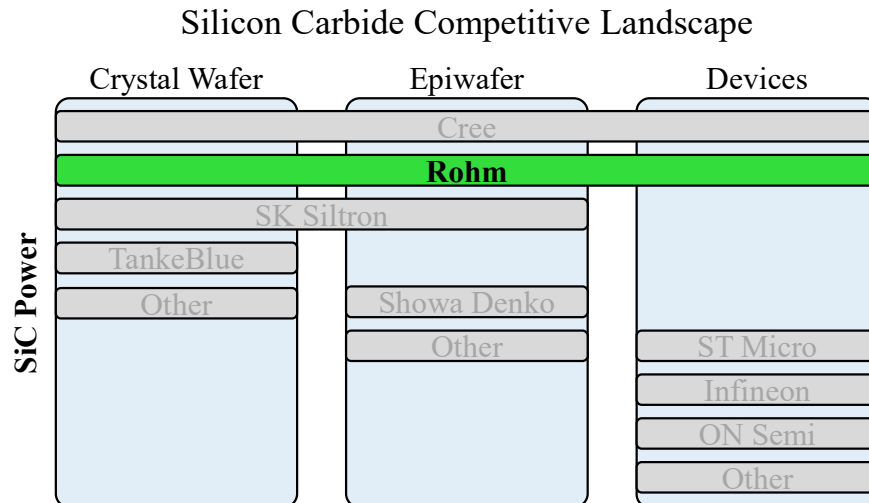 Silicon Carbide Competitive Landscape
Crystal Wafer
Epiwafer
Devices
Cree
Rohm
SK Siltron
TankeBlue
Other
Showa Denko
Other
ST Micro
Infineon
ON Semi
Other
SiC Power